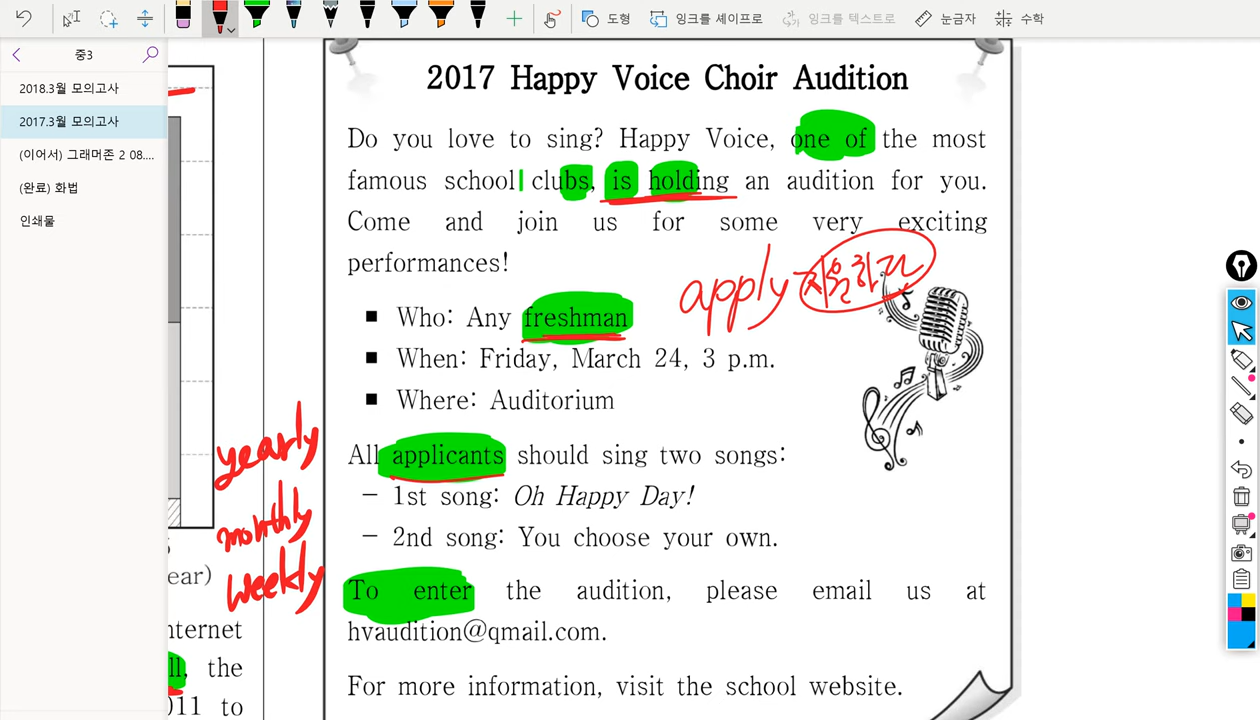 도형
잉크를 셰이프로
잉크를 텍스트로
눈금자
수학
중3
2018.3월 모의고사
2017.3월 모의고사
(이어서) 그래머존 2 08....
(완료) 화법
인쇄물
2017 Happy Voice Choir Audition
Do you love to sing? Happy Voice, one of the most
famous school clubs, is holding an audition for you.
Come and join us for some very exciting
performances!
apply 지원하다
■ Who: Any freshman
■ When: Friday, March 24, 3 p.m.
■ Where: Auditorium
All applicants should sing two songs:
- 1st song: Oh Happy Day!
- 2nd song: You choose your own.
To enter the audition, please email us at
hvaudition@qmail.com.
For more information, visit the school website.
yearly
monthly
weekly
ear)
nternet
ll, the
011 to